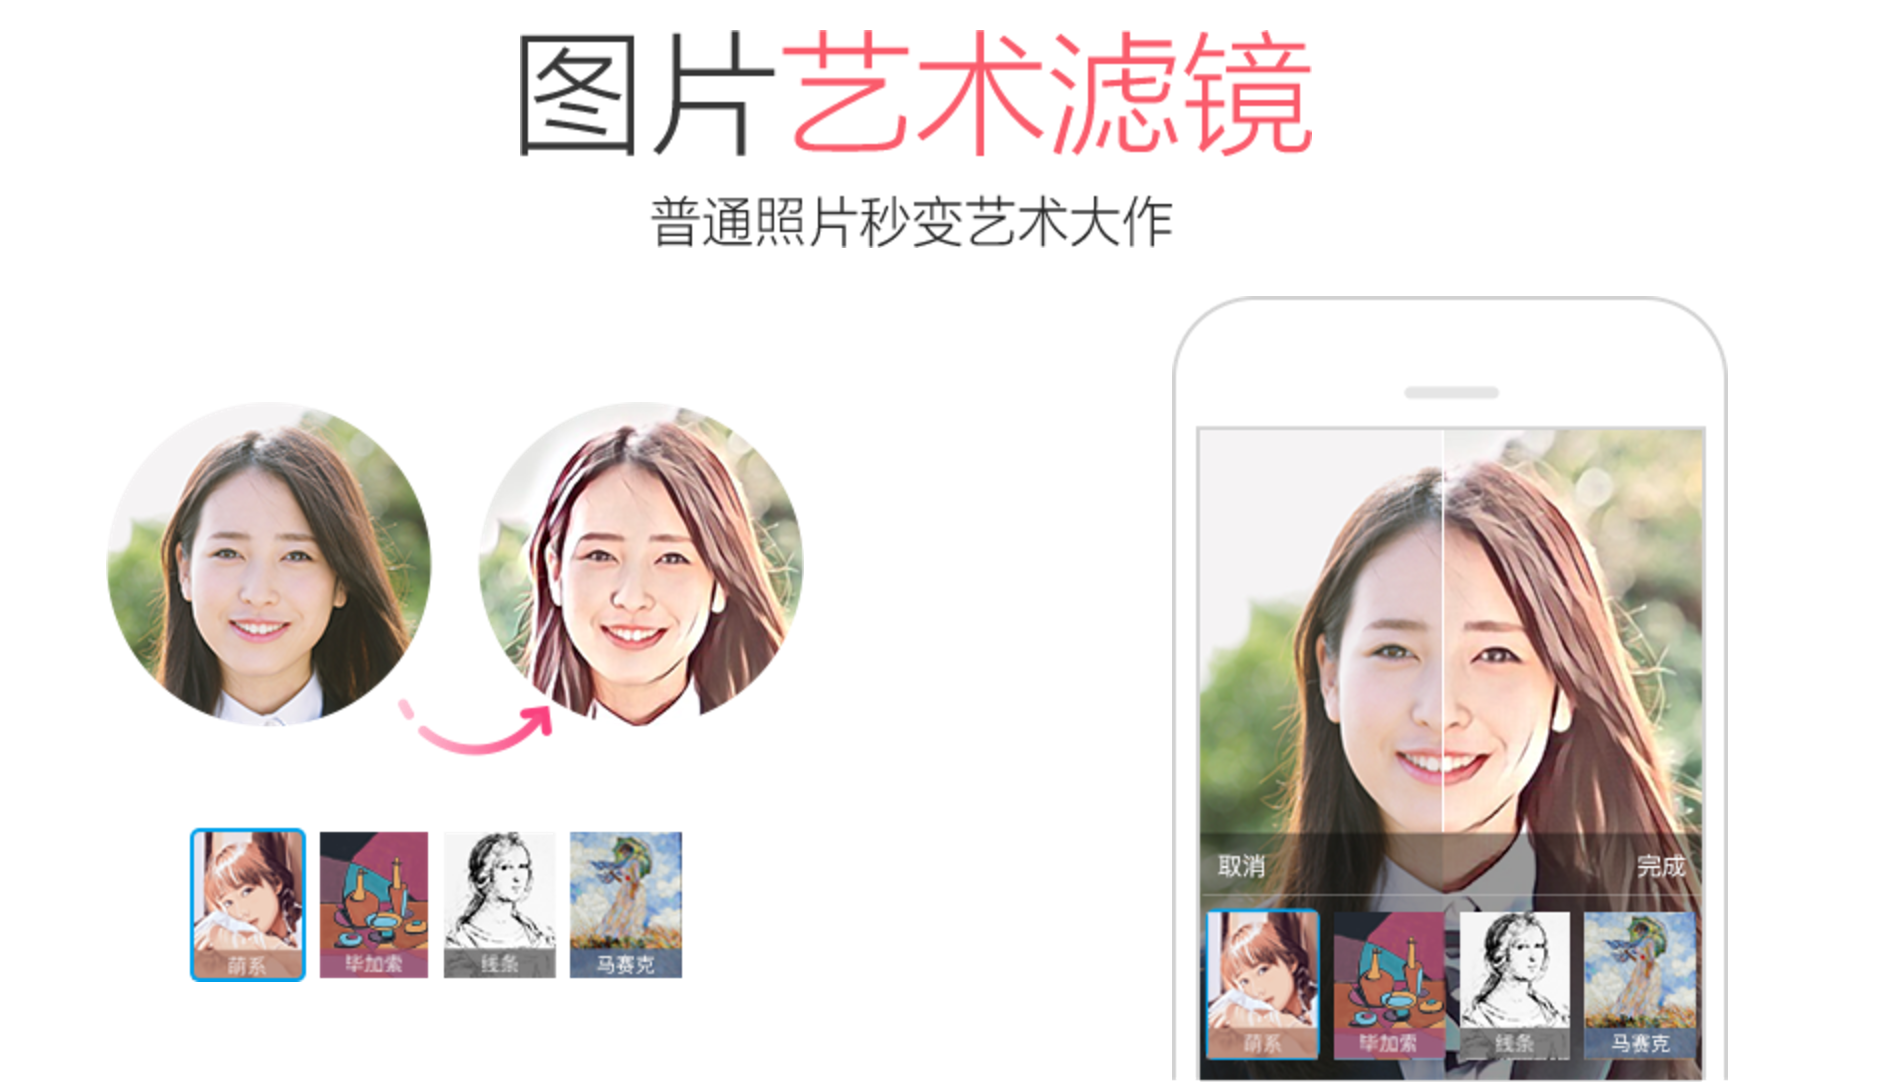 图片艺术滤镜
普通照片秒变艺术大作
萌系 毕加索 线条 马赛克
取消 完成
萌系 毕加索 线条 马赛克